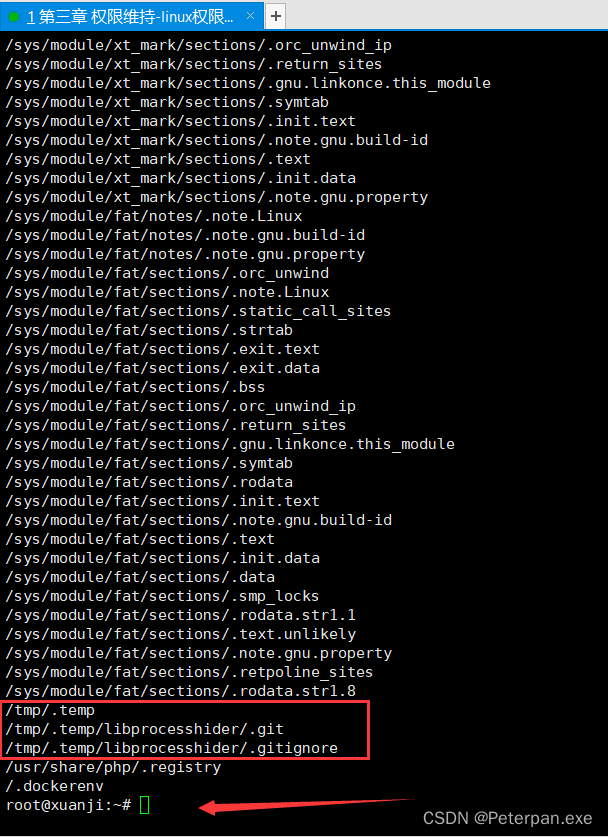 1 第三章 权限维持-linux权限... × +
/sys/module/xt_mark/sections/.orc_unwind_ip
/sys/module/xt_mark/sections/.return_sites
/sys/module/xt_mark/sections/.gnu.linkonce.this_module
/sys/module/xt_mark/sections/.symtab
/sys/module/xt_mark/sections/.init.text
/sys/module/xt_mark/sections/.note.gnu.build-id
/sys/module/xt_mark/sections/.text
/sys/module/xt_mark/sections/.init.data
/sys/module/xt_mark/sections/.note.gnu.property
/sys/module/fat/notes/.note.Linux
/sys/module/fat/notes/.note.gnu.build-id
/sys/module/fat/notes/.note.gnu.property
/sys/module/fat/sections/.orc_unwind
/sys/module/fat/sections/.note.Linux
/sys/module/fat/sections/.static_call_sites
/sys/module/fat/sections/.strtab
/sys/module/fat/sections/.exit.text
/sys/module/fat/sections/.exit.data
/sys/module/fat/sections/.bss
/sys/module/fat/sections/.orc_unwind_ip
/sys/module/fat/sections/.return_sites
/sys/module/fat/sections/.gnu.linkonce.this_module
/sys/module/fat/sections/.symtab
/sys/module/fat/sections/.rodata
/sys/module/fat/sections/.init.text
/sys/module/fat/sections/.note.gnu.build-id
/sys/module/fat/sections/.text
/sys/module/fat/sections/.init.data
/sys/module/fat/sections/.data
/sys/module/fat/sections/.smp_locks
/sys/module/fat/sections/.rodata.str1.1
/sys/module/fat/sections/.text.unlikely
/sys/module/fat/sections/.note.gnu.property
/sys/module/fat/sections/.retpoline_sites
/sys/module/fat/sections/.rodata.str1.8
/tmp/.temp
/tmp/.temp/libprocesshider/.git
/tmp/.temp/libprocesshider/.gitignore
/usr/share/php/.registry
/.dockerenv
root@xuanji:~#
CSDN @Peterpan.exe